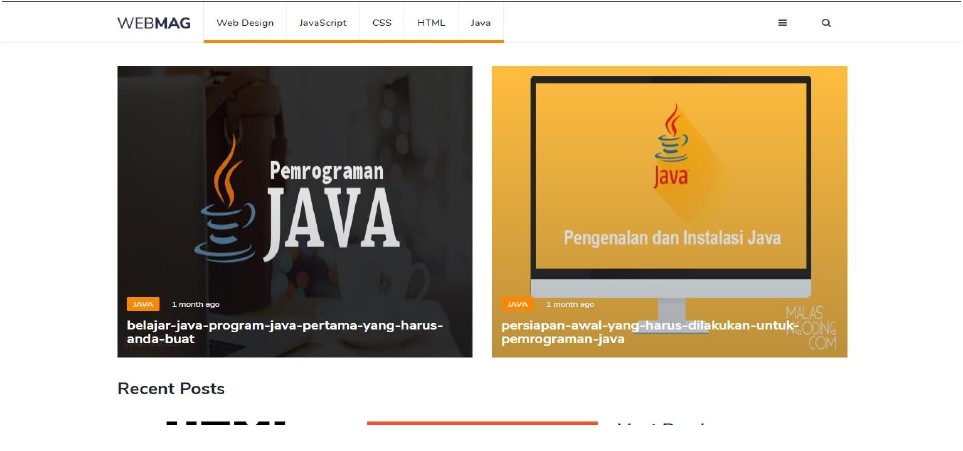 WEBMAG
Web Design
JavaScript
CSS
HTML
Java
Pemrograman
JAVA
JAVA
1 month ago
belajar-java-program-java-pertama-yang-harus-
anda-buat
Java
Pengenalan dan Instalasi Java
JAVA
1 month ago
persiapan-awal-yang-harus-dilakukan-untuk-
pemrograman-java
MALAS
NGODING
.COM
Recent Posts